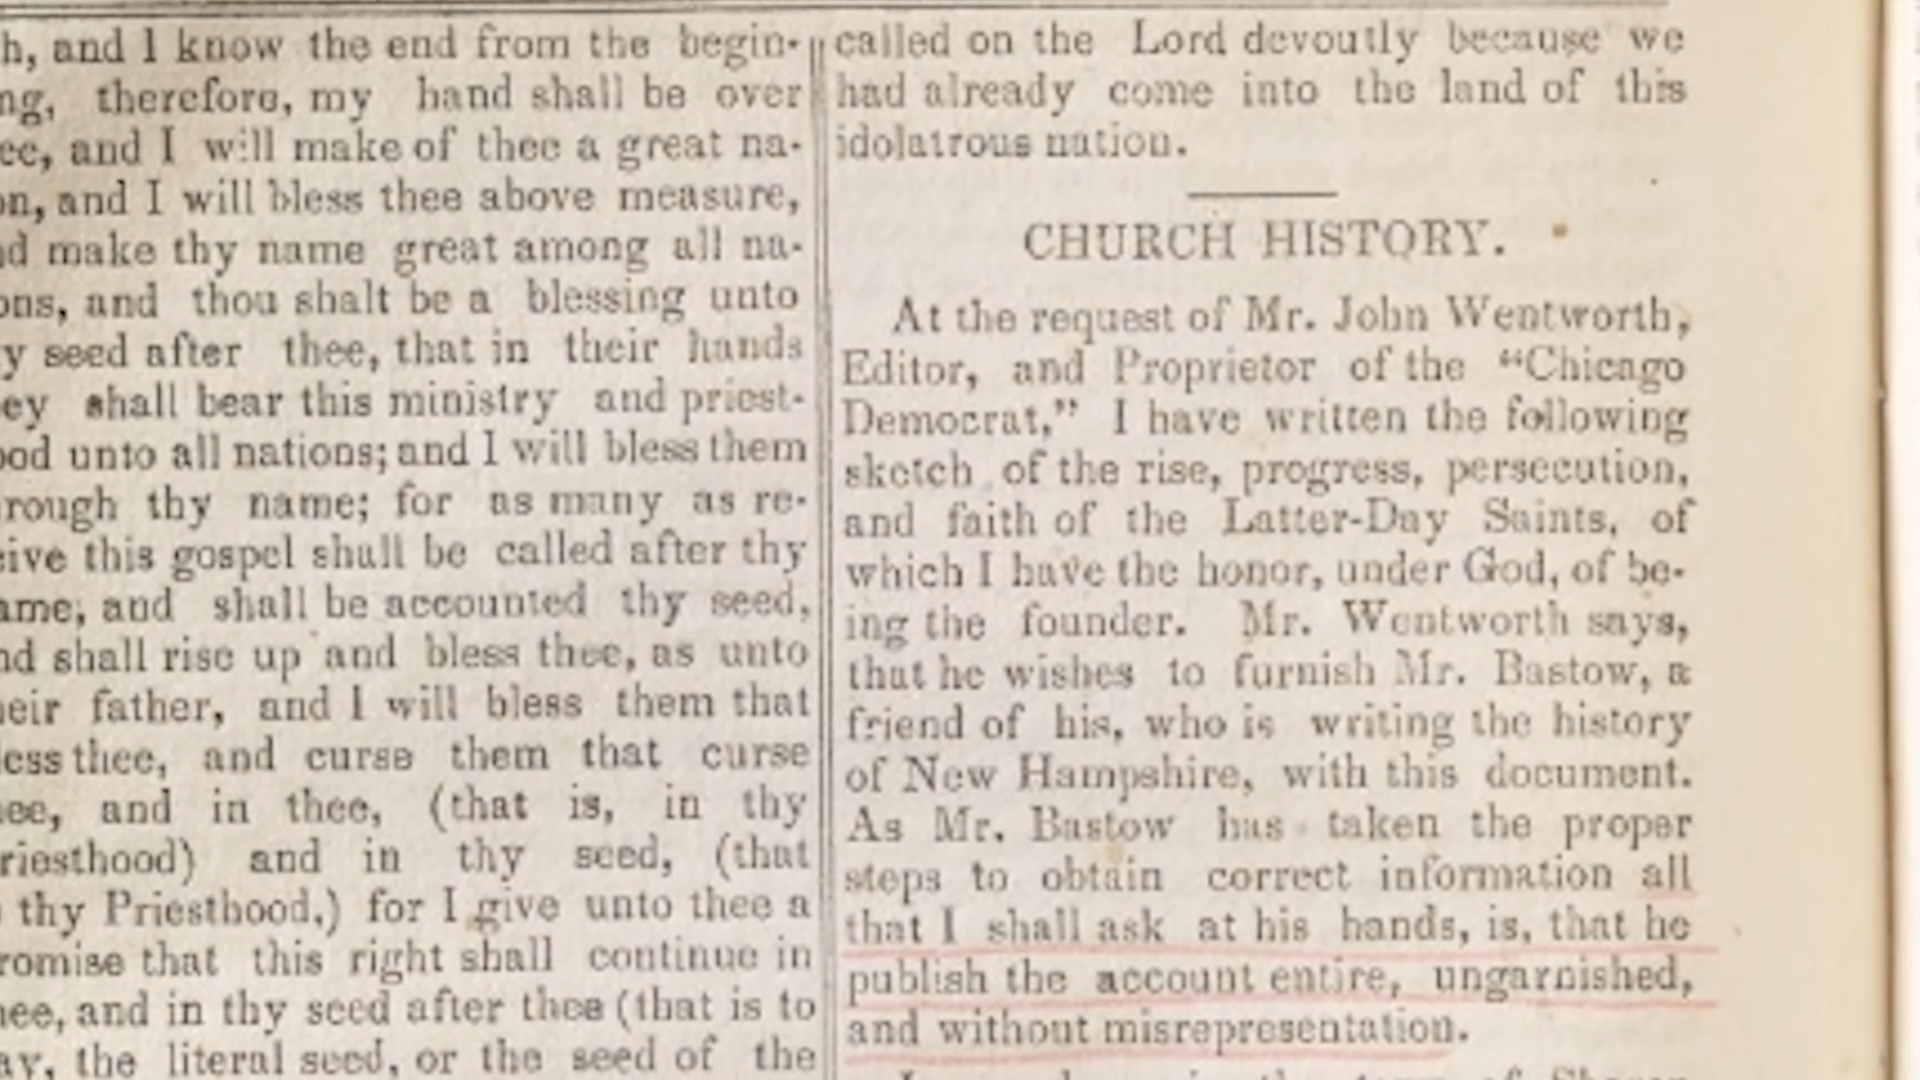 h, and I know the end from the begin-
ng, therefore, my hand shall be over
ee, and I will make of thee a great na-
on, and I will bless thee above measure,
nd make thy name great among all na-
ons, and thou shalt be a blessing unto
y seed after thee, that in their hands
ey shall bear this ministry and priest-
ood unto all nations; and I will bless them
rough thy name; for as many as re-
eive this gospel shall be called after thy
ame, and shall be accounted thy seed,
nd shall rise up and bless thee, as unto
heir father, and I will bless them that
less thee, and curse them that curse
hee, and in thee, (that is, in thy
riesthood) and in thy seed, (that
thy Priesthood,) for I give unto thee a
romise that this right shall continue in
hee, and in thy seed after thee (that is to
ay, the literal seed, or the seed of the
called on the Lord devoutly because we
had already come into the land of this
idolatrous nation.
CHURCH HISTORY.
At the request of Mr. John Wentworth,
Editor, and Proprietor of the “Chicago
Democrat,” I have written the following
sketch of the rise, progress, persecution,
and faith of the Latter-Day Saints, of
which I have the honor, under God, of be-
ing the founder. Mr. Wentworth says,
that he wishes to furnish Mr. Bastow, a
friend of his, who is writing the history
of New Hampshire, with this document.
As Mr. Bastow has taken the proper
steps to obtain correct information all
that I shall ask at his hands, is, that he
publish the account entire, ungarnished,
and without misrepresentation.